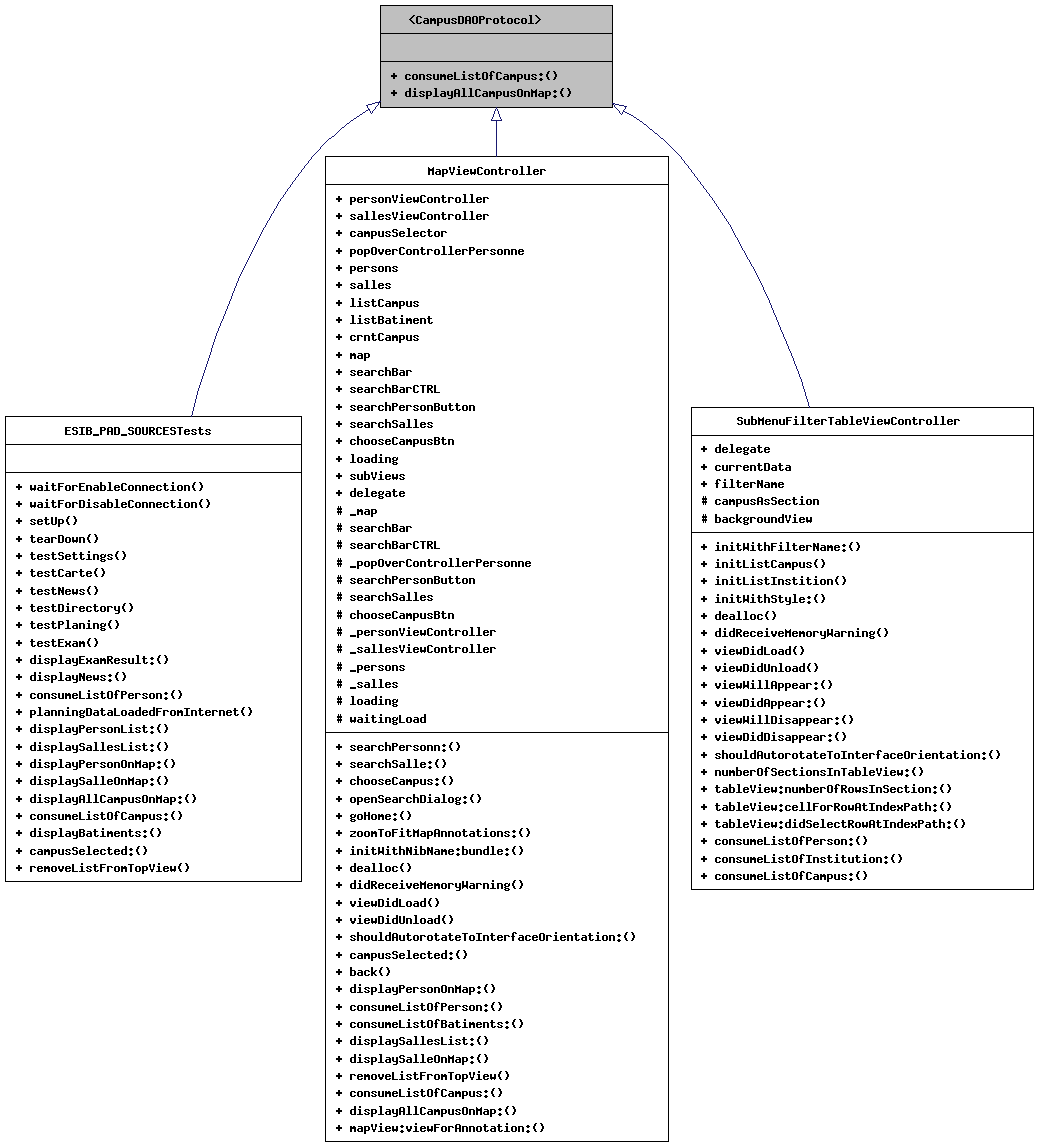 <CampusDAOProtocol>
+ consumeListOfCampus:()
+ displayAllCampusOnMap:()
MapViewController
+ personViewController
+ sallesViewController
+ campusSelector
+ popOverControllerPersonne
+ persons
+ salles
+ listCampus
+ listBatiment
+ crntCampus
+ map
+ searchBar
+ searchBarCTRL
+ searchPersonButton
+ searchSalles
+ chooseCampusBtn
+ loading
+ subViews
+ delegate
# _map
# searchBar
# searchBarCTRL
# _popOverControllerPersonne
# searchPersonButton
# searchSalles
# chooseCampusBtn
# _personViewController
# _sallesViewController
# _persons
# _salles
# loading
# waitingLoad
+ searchPersonn:()
+ searchSalle:()
+ chooseCampus:()
+ openSearchDialog:()
+ goHome:()
+ zoomToFitMapAnnotations:()
+ initWithNibName:bundle:()
+ dealloc()
+ didReceiveMemoryWarning()
+ viewDidLoad()
+ viewDidUnload()
+ shouldAutorotateToInterfaceOrientation:()
+ campusSelected:()
+ back()
+ displayPersonOnMap:()
+ consumeListOfPerson:()
+ consumeListOfBatiments:()
+ displaySallesList:()
+ displaySalleOnMap:()
+ removeListFromTopView()
+ consumeListOfCampus:()
+ displayAllCampusOnMap:()
+ mapView:viewForAnnotation:()
ESIB_PAD_SOURCESTests
+ waitForEnableConnection()
+ waitForDisableConnection()
+ setUp()
+ tearDown()
+ testSettings()
+ testCarte()
+ testNews()
+ testDirectory()
+ testPlaning()
+ testExam()
+ displayExamResult:()
+ displayNews:()
+ consumeListOfPerson:()
+ planningDataLoadedFromInternet()
+ displayPersonList:()
+ displaySallesList:()
+ displayPersonOnMap:()
+ displaySalleOnMap:()
+ displayAllCampusOnMap:()
+ consumeListOfCampus:()
+ displayBatiments:()
+ campusSelected:()
+ removeListFromTopView()
SubMenuFilterTableViewController
+ delegate
+ currentData
+ filterName
# campusAsSection
# backgroundView
+ initWithFilterName:()
+ initListCampus()
+ initListInstition()
+ initWithStyle:()
+ dealloc()
+ didReceiveMemoryWarning()
+ viewDidLoad()
+ viewDidUnload()
+ viewWillAppear:()
+ viewDidAppear:()
+ viewWillDisappear:()
+ viewDidDisappear:()
+ shouldAutorotateToInterfaceOrientation:()
+ numberOfSectionsInTableView:()
+ tableView:numberOfRowsInSection:()
+ tableView:cellForRowAtIndexPath:()
+ tableView:didSelectRowAtIndexPath:()
+ consumeListOfPerson:()
+ consumeListOfInstitution:()
+ consumeListOfCampus:()